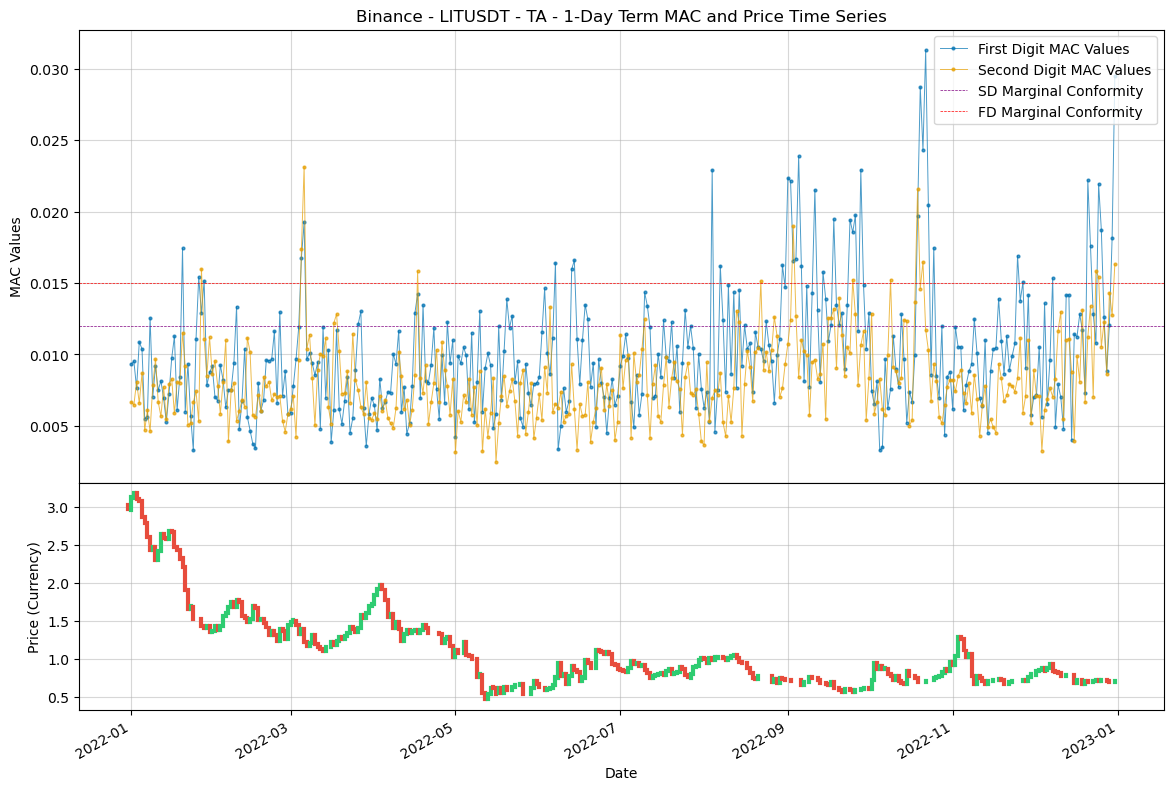 Binance - LITUSDT - TA - 1-Day Term MAC and Price Time Series
First Digit MAC Values
Second Digit MAC Values
SD Marginal Conformity
FD Marginal Conformity
MAC Values
0.030
0.025
0.020
0.015
0.010
0.005
Price (Currency)
3.0
2.5
2.0
1.5
1.0
0.5
2022-01
2022-03
2022-05
2022-07
2022-09
2022-11
2023-01
Date